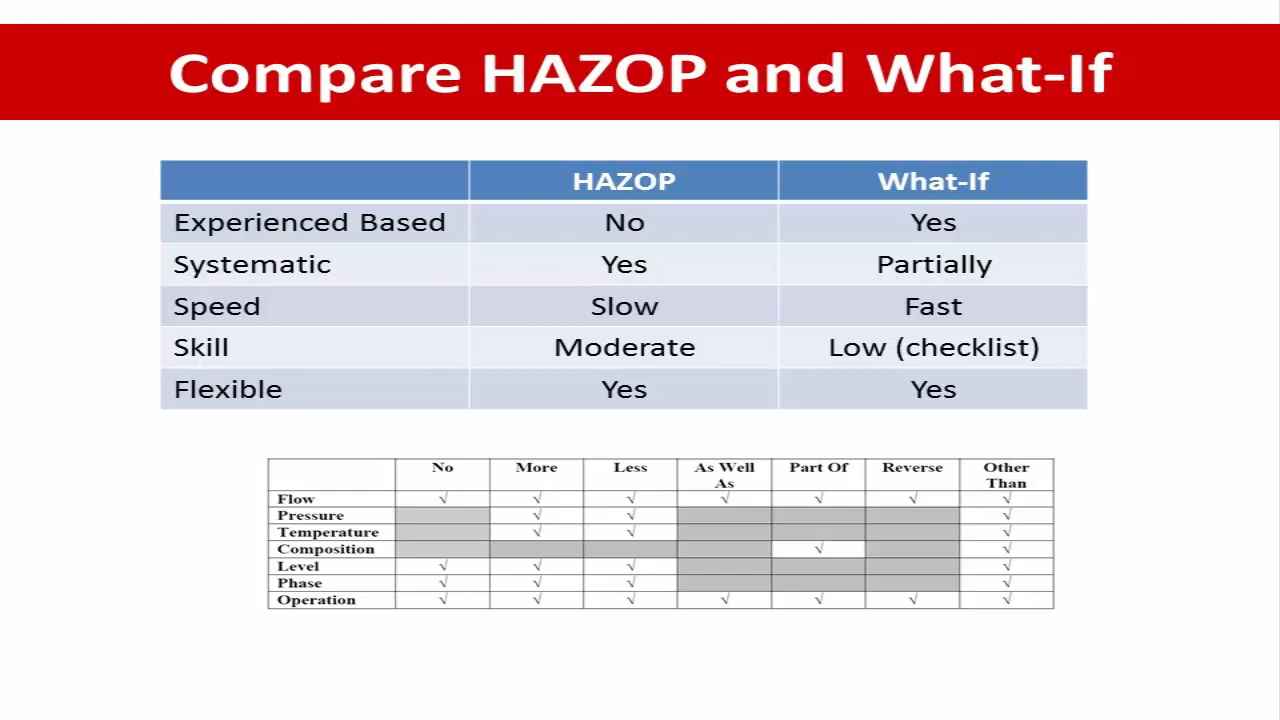 Compare HAZOP and What-If
HAZOP What-If
Experienced Based No Yes
Systematic Yes Partially
Speed Slow Fast
Skill Moderate Low (checklist)
Flexible Yes Yes
No More Less As Well As Part Of Reverse Other Than
Flow √ √ √ √ √ √ √
Pressure √ √ √
Temperature √ √ √
Composition √ √
Level √ √ √ √
Phase √ √ √ √
Operation √ √ √ √ √ √ √